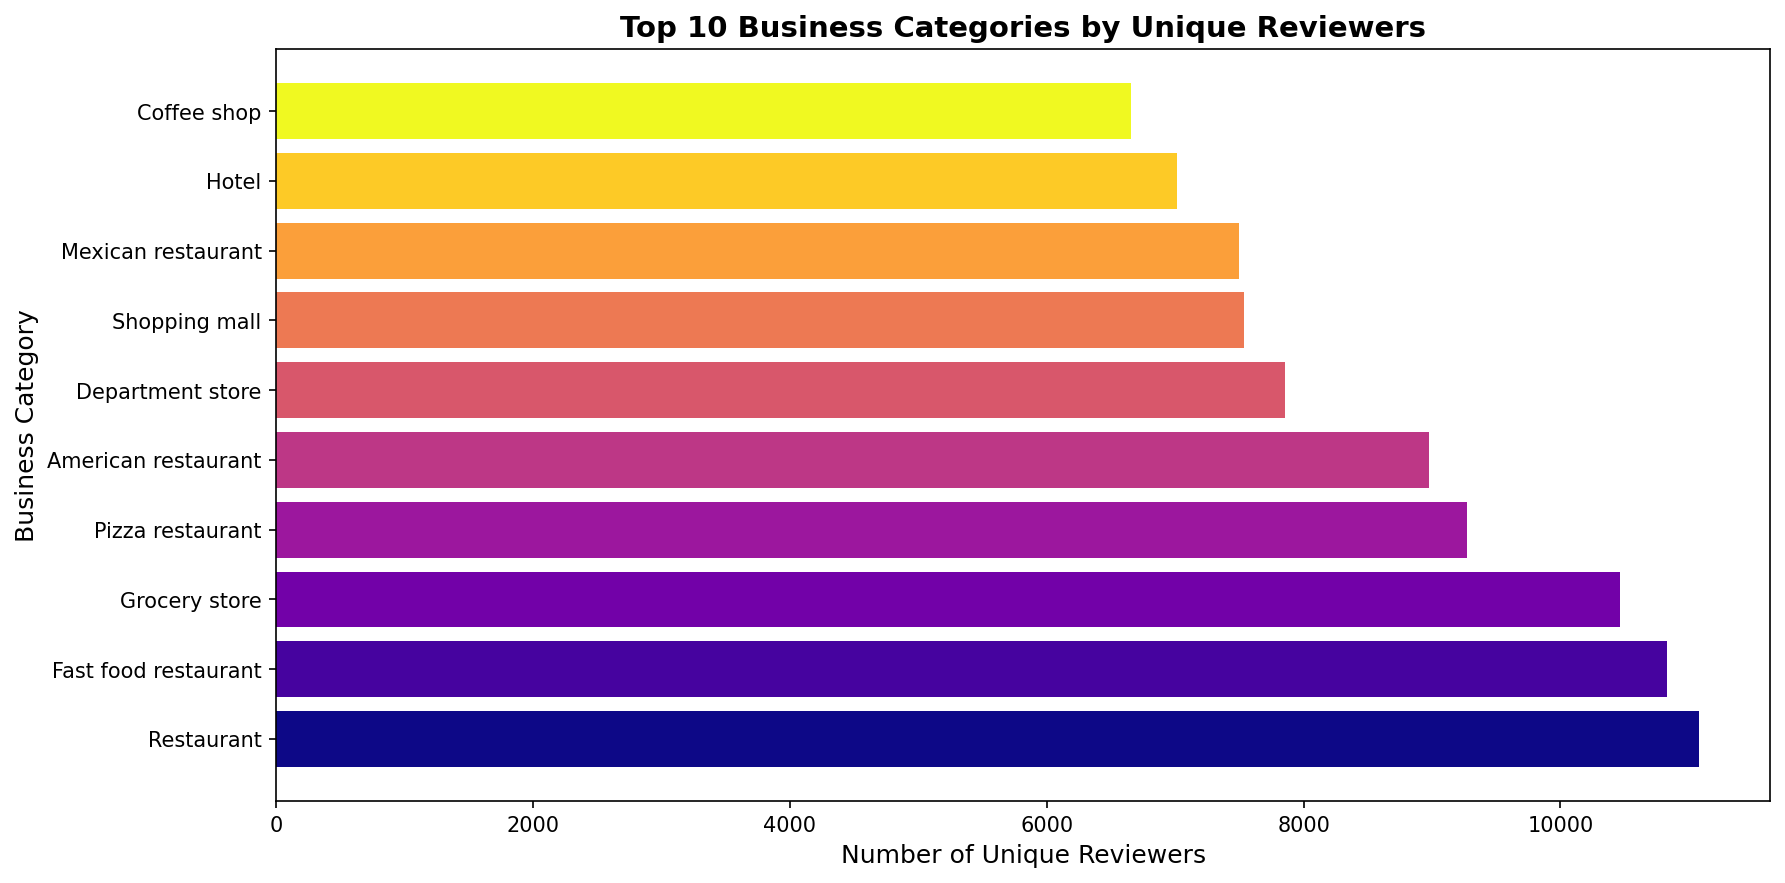 Top 10 Business Categories by Unique Reviewers
Business Category
Coffee shop
Hotel
Mexican restaurant
Shopping mall
Department store
American restaurant
Pizza restaurant
Grocery store
Fast food restaurant
Restaurant
0 2000 4000 6000 8000 10000
Number of Unique Reviewers